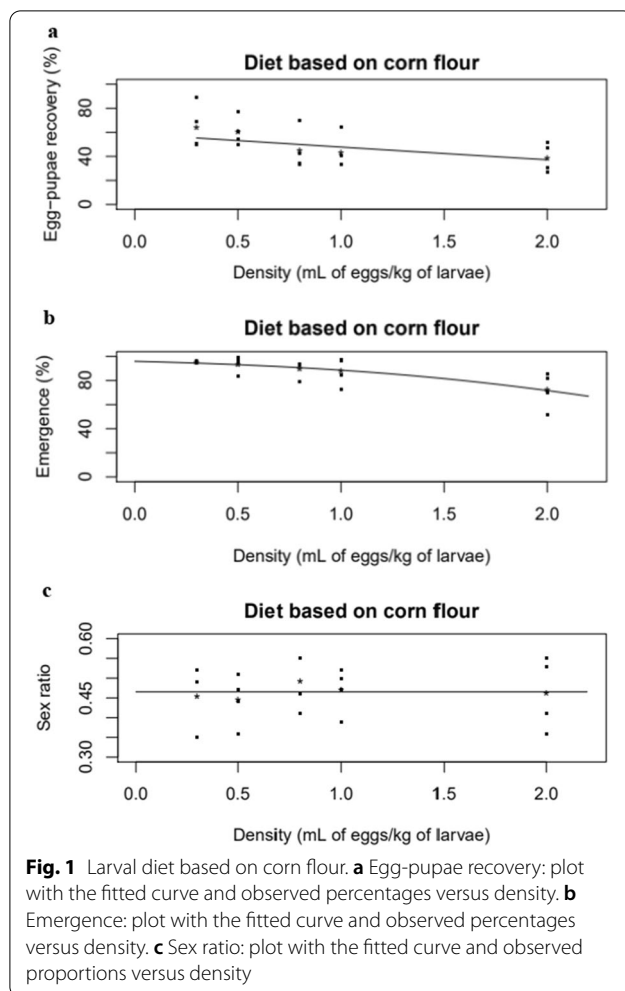 a
Diet based on corn flour
Egg-pupae recovery (%)
80
40
0
0.0 0.5 1.0 1.5 2.0
Density (mL of eggs/kg of larvae)
b
Diet based on corn flour
Emergence (%)
80
40
0
0.0 0.5 1.0 1.5 2.0
Density (mL of eggs/kg of larvae)
c
Diet based on corn flour
Sex ratio
0.60
0.45
0.30
0.0 0.5 1.0 1.5 2.0
Density (mL of eggs/kg of larvae)
Fig. 1 Larval diet based on corn flour. a Egg-pupae recovery: plot
with the fitted curve and observed percentages versus density. b
Emergence: plot with the fitted curve and observed percentages
versus density. c Sex ratio: plot with the fitted curve and observed
proportions versus density